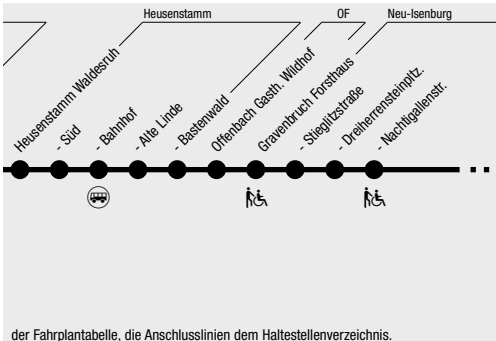 Heusenstamm
OF
Neu-Isenburg
Heusenstamm Waldesruh
- Süd
- Bahnhof
- Alte Linde
- Bastenwald
Offenbach Gasth. Wildhof
Gravenbruch Forsthaus
- Stieglitzstraße
- Dreiherrensteinpltz.
- Nachtigallenstr.
der Fahrplantabelle, die Anschlusslinien dem Haltestellenverzeichnis.